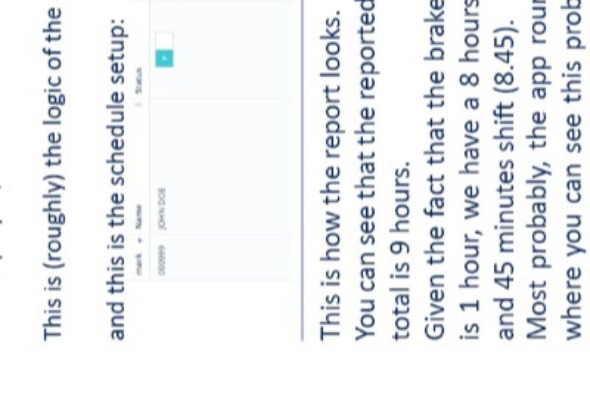 This is (roughly) the logic of the
and this is the schedule setup:
mark Name Status
000999 JOHN DOE P
This is how the report looks.
You can see that the reported
total is 9 hours.
Given the fact that the brake
is 1 hour, we have a 8 hours
and 45 minutes shift (8.45).
Most probably, the app roun
where you can see this prob